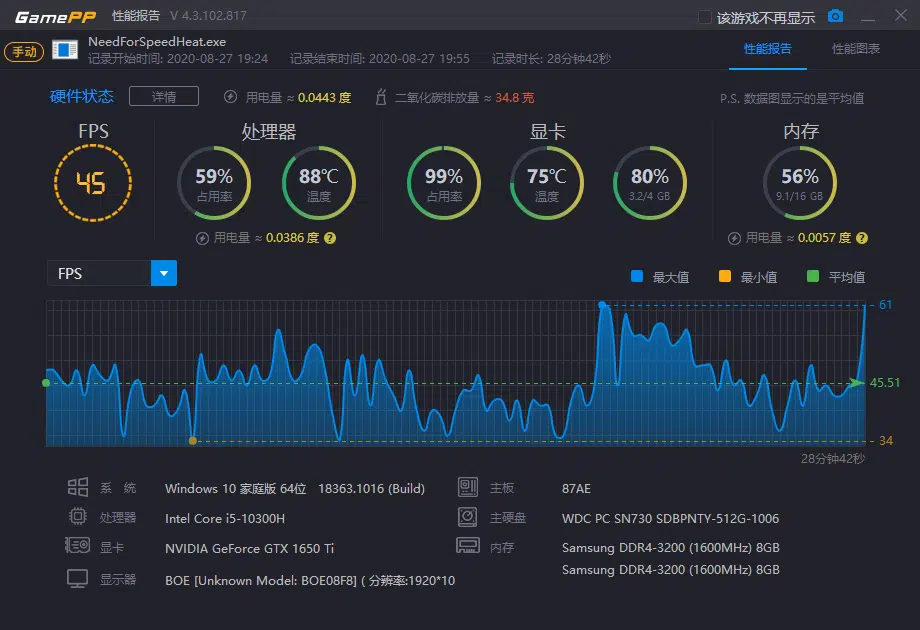 GamePP 性能报告 V 4.3.102.817 该游戏不再显示
手动 NeedForSpeedHeat.exe
记录开始时间: 2020-08-27 19:24 记录结束时间: 2020-08-27 19:55 记录时长: 28分钟42秒
性能报告 性能图表
硬件状态 详情 用电量 ≈ 0.0443 度 二氧化碳排放量 ≈ 34.8 克 P.S. 数据图显示的是平均值
FPS 处理器 显卡 内存
45 59% 88℃ 99% 75℃ 80% 56%
占用率 温度 占用率 温度 3.2/4 GB 9.1/16 GB
用电量 ≈ 0.0386 度 ? 用电量 ≈ 0.0057 度 ?
FPS 最大值 最小值 平均值
61
45.51
34
28分钟42秒
系 统 Windows 10 家庭版 64位 18363.1016 (Build) 主板 87AE
处理器 Intel Core i5-10300H 主硬盘 WDC PC SN730 SDBPNTY-512G-1006
显卡 NVIDIA GeForce GTX 1650 Ti 内存 Samsung DDR4-3200 (1600MHz) 8GB
Samsung DDR4-3200 (1600MHz) 8GB
显示器 BOE [Unknown Model: BOE08F8] ( 分辨率:1920*10